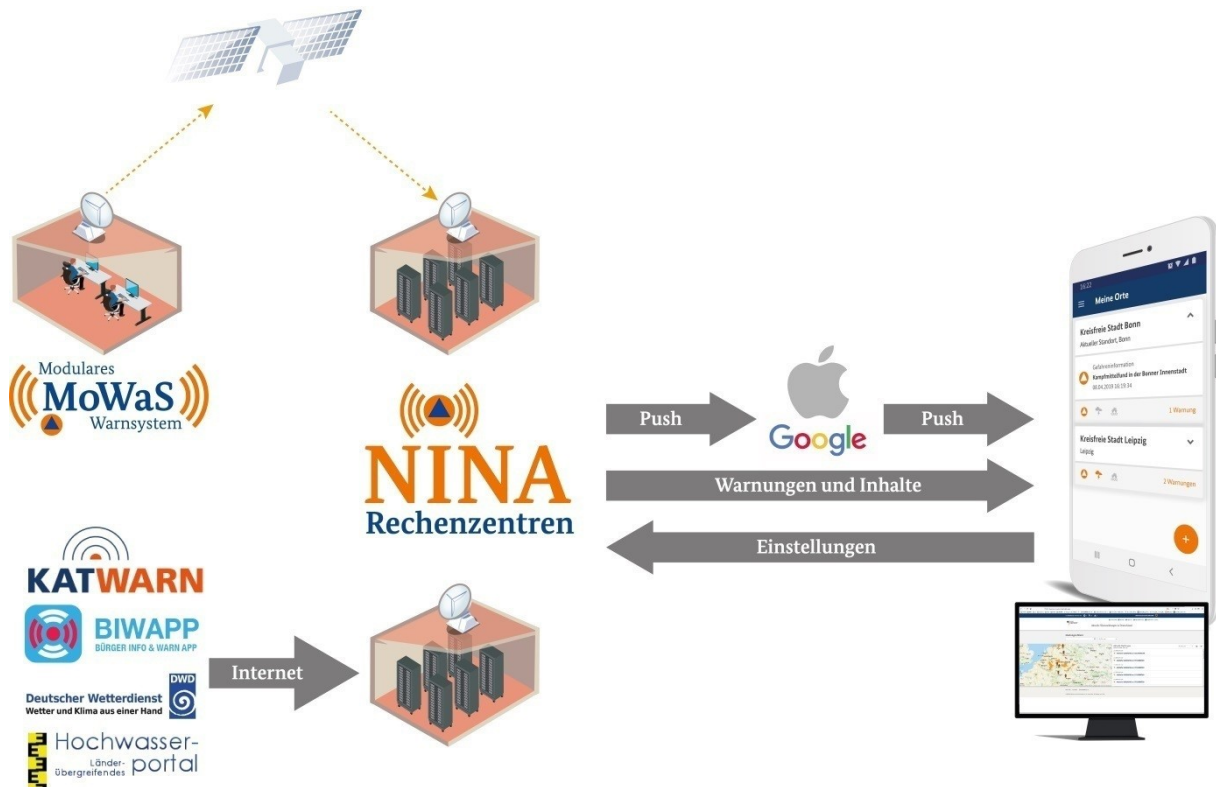 Modulares
MoWaS
Warnsystem
NINA
Rechenzentren
KATWARN
BIWAPP
BÜRGER INFO & WARN APP
Deutscher Wetterdienst
Wetter und Klima aus einer Hand
DWD
Hochwasser-
Länder-
übergreifendes portal
Internet
Push
Google
Push
Warnungen und Inhalte
Einstellungen
16:22
Meine Orte
Kreisfreie Stadt Bonn
Aktueller Standort, Bonn
Gefahreninformation
Kampfmittelfund in der Bonner Innenstadt
1 Warnung
Kreisfreie Stadt Leipzig
Leipzig
2 Warnungen
+